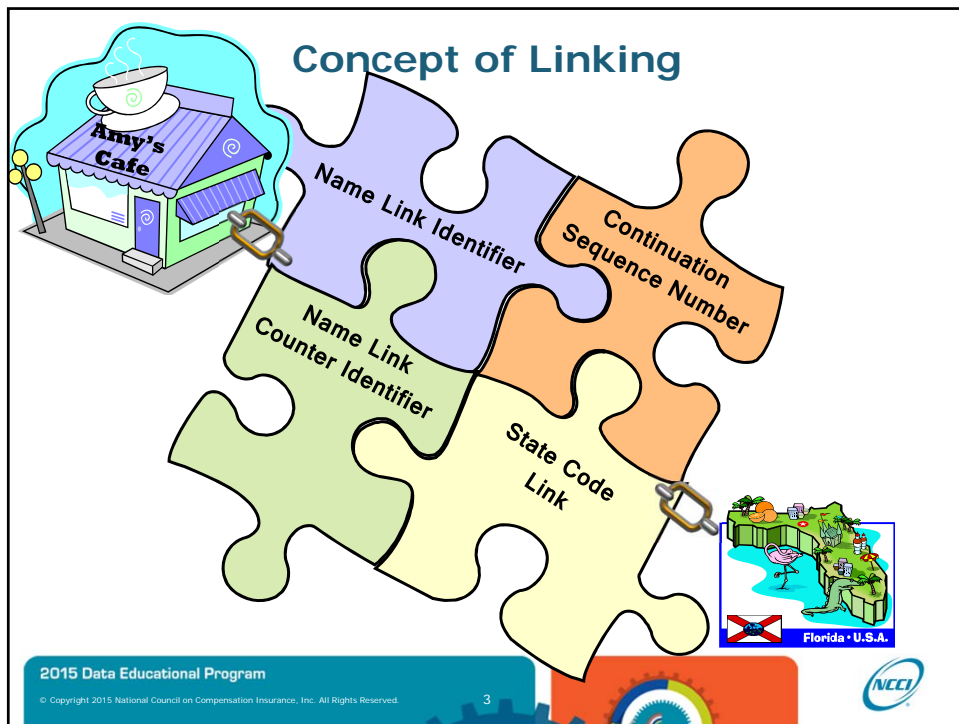 Concept of Linking
Amy's
Cafe
Name Link Identifier
Continuation
Sequence Number
Name Link
Counter Identifier
State Code
Link
Florida • U.S.A.
2015 Data Educational Program
© Copyright 2015 National Council on Compensation Insurance, Inc. All Rights Reserved.
3
NCCI